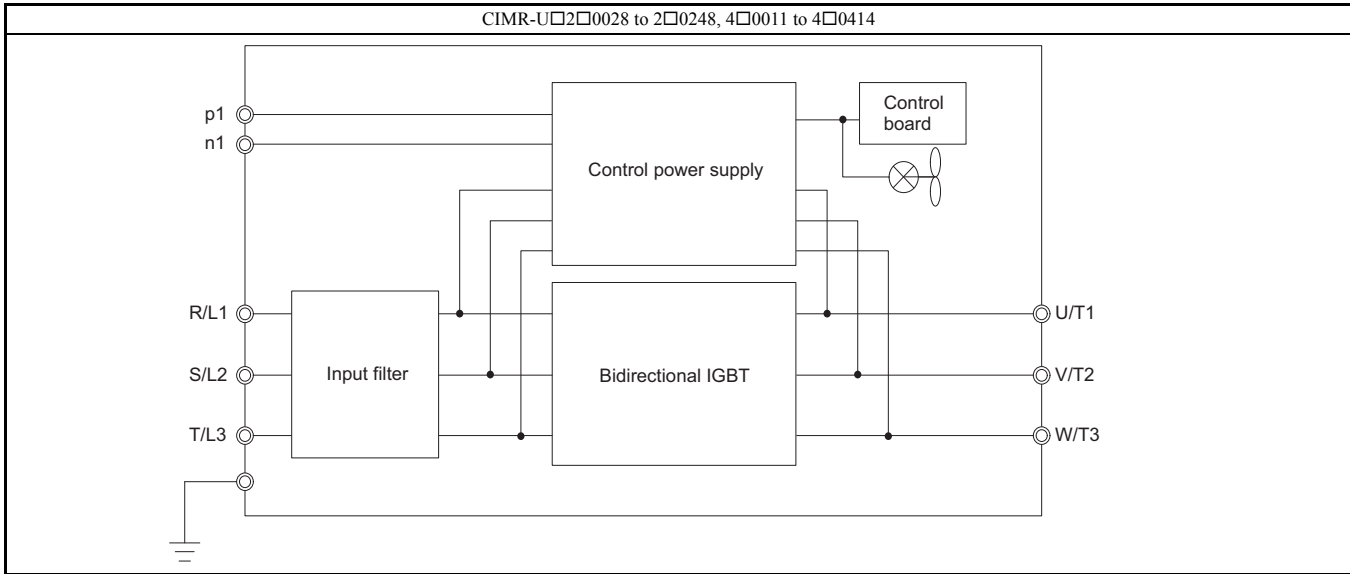 CIMR-U□2□0028 to 2□0248, 4□0011 to 4□0414
p1
n1
Control power supply
Control
board
R/L1
S/L2
T/L3
Input filter
Bidirectional IGBT
U/T1
V/T2
W/T3